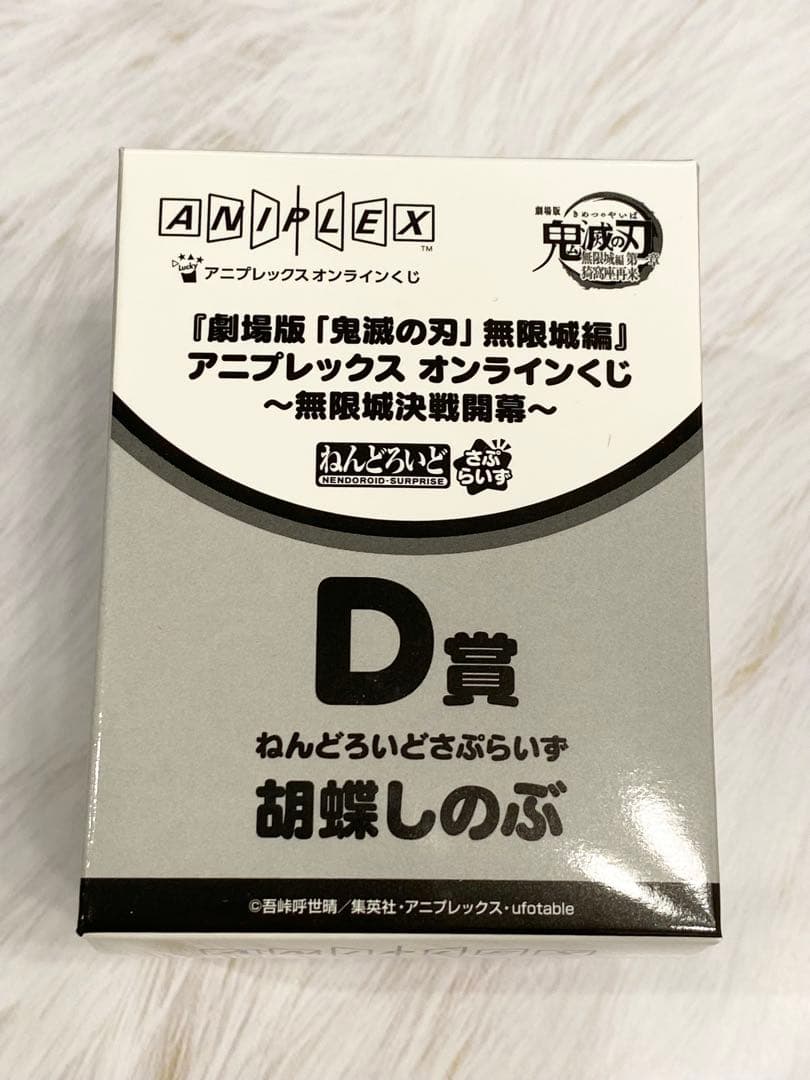 ANIPLEX™
Lucky アニプレックス オンラインくじ
劇場版
きめつのやいば
鬼滅の刃
無限城編 第一章
猗窩座再来
『劇場版「鬼滅の刃」無限城編』
アニプレックス オンラインくじ
～無限城決戦開幕～
ねんどろいど さぷらいず
NENDOROID-SURPRISE
D賞
ねんどろいどさぷらいず
胡蝶しのぶ
©吾峠呼世晴／集英社・アニプレックス・ufotable